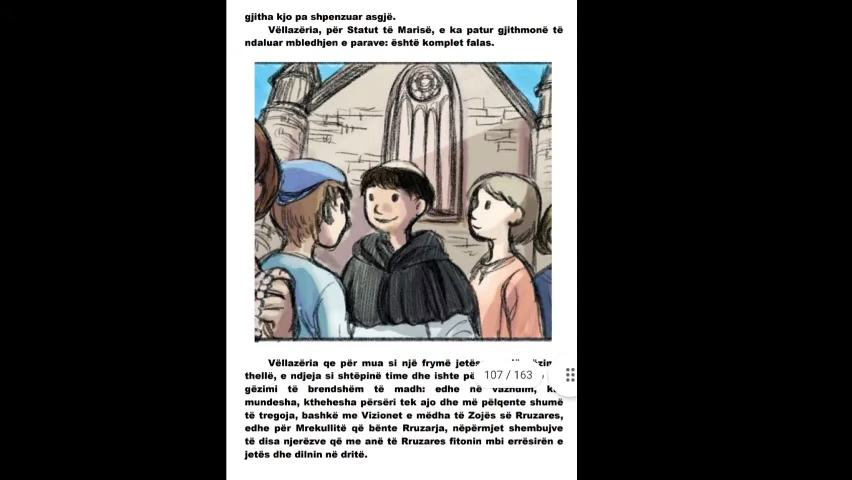 gjitha kjo pa shpenzuar asgjë.
Vëllazëria, për Statut të Marisë, e ka patur gjithmonë të
ndaluar mbledhjen e parave: është komplet falas.
Vëllazëria qe për mua si një frymë jetës
thellë, e ndjeja si shtëpinë time dhe ishte
107 / 163
gëzimi të brendshëm të madh: edhe në vazhdim,
mundesha, kthehesha përsëri tek ajo dhe më pëlqente shumë
të tregoja, bashkë me Vizionet e mëdha të Zojës së Rruzares,
edhe për Mrekullitë që bënte Rruzarja, nëpërmjet shembujve
të disa njerëzve që me anë të Rruzares fitonin mbi errësirën e
jetës dhe dilnin në dritë.